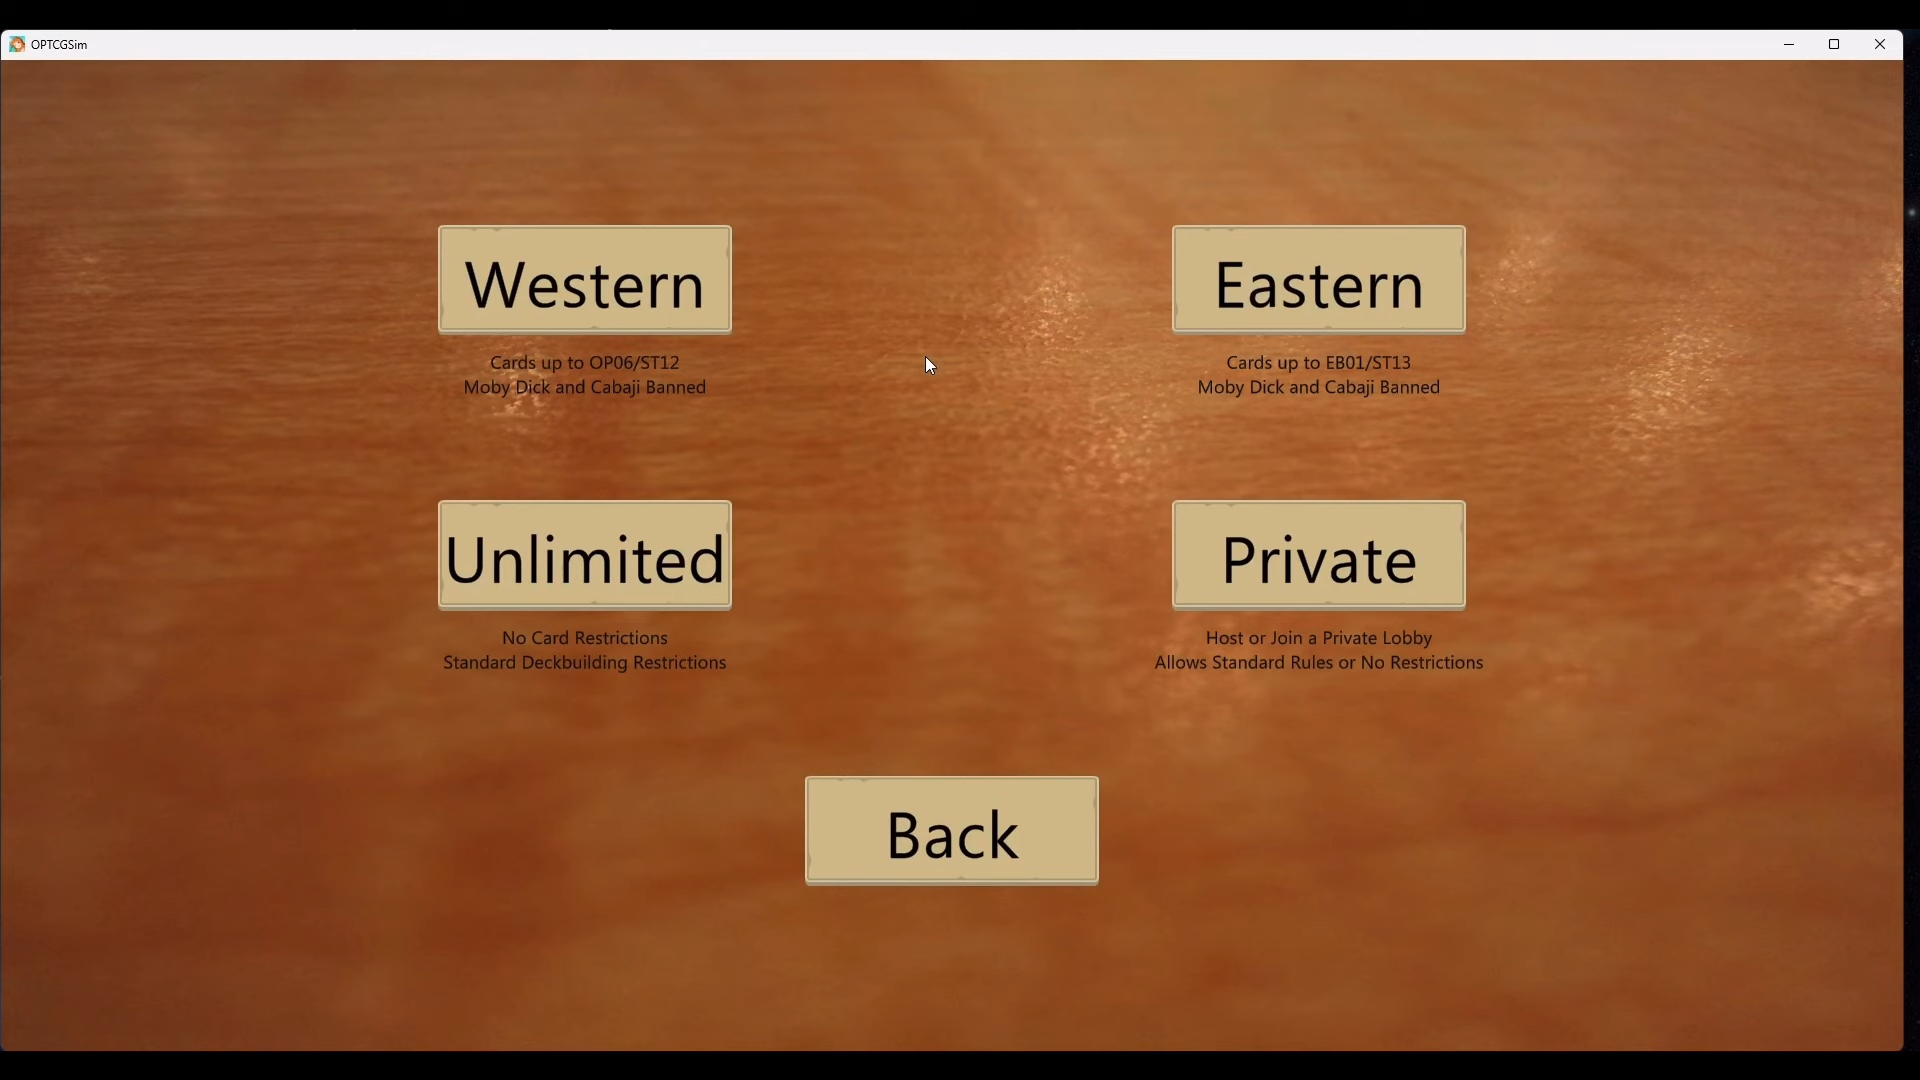 OPTCGSim
Western
Eastern
Cards up to OP06/ST12
Moby Dick and Cabaji Banned
Cards up to EB01/ST13
Moby Dick and Cabaji Banned
Unlimited
Private
No Card Restrictions
Standard Deckbuilding Restrictions
Host or Join a Private Lobby
Allows Standard Rules or No Restrictions
Back